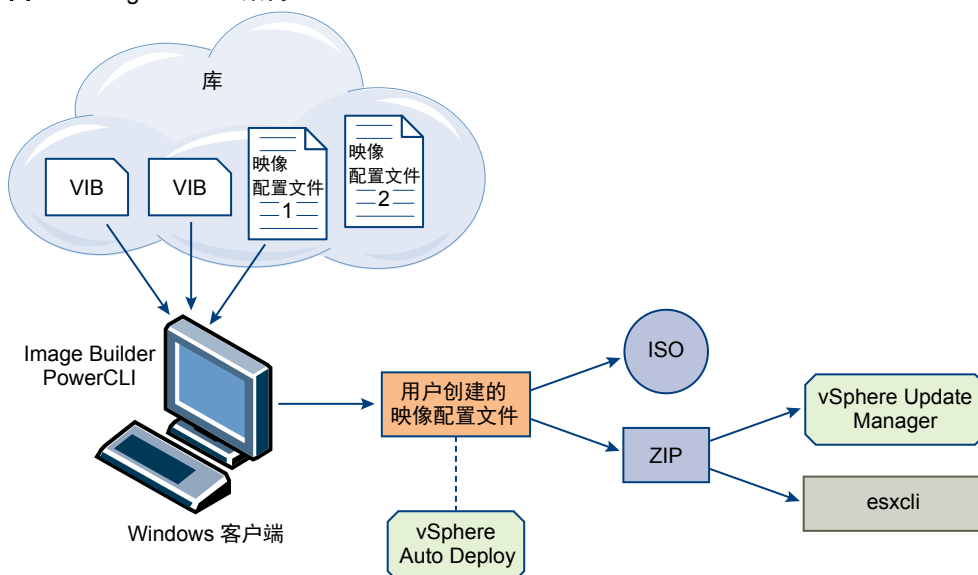 库
VIB
VIB
映像
配置文件
1
映像
配置文件
2
Image Builder
PowerCLI
Windows 客户端
用户创建的
映像配置文件
ISO
ZIP
vSphere Update
Manager
esxcli
vSphere
Auto Deploy